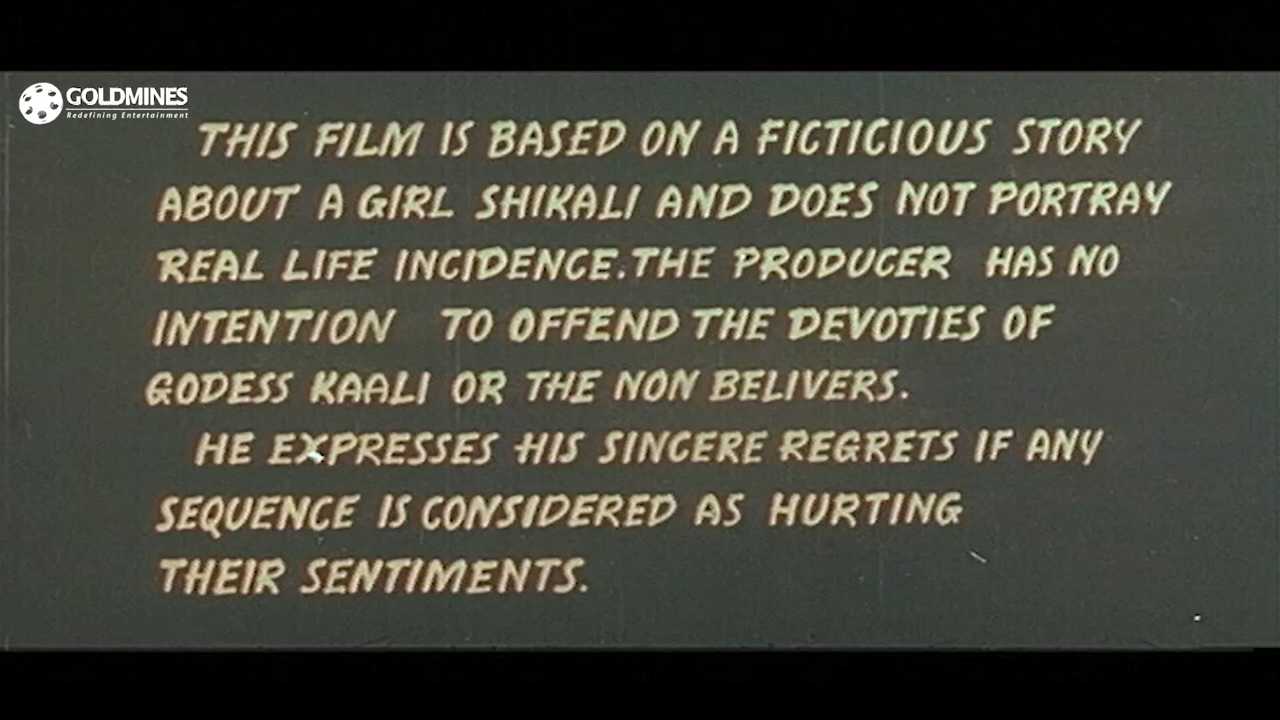 GOLDMINES
Redefining Entertainment
THIS FILM IS BASED ON A FICTICIOUS STORY
ABOUT A GIRL SHIKALI AND DOES NOT PORTRAY
REAL LIFE INCIDENCE.THE PRODUCER HAS NO
INTENTION TO OFFEND THE DEVOTIES OF
GODESS KAALI OR THE NON BELIVERS.
HE EXPRESSES HIS SINCERE REGRETS IF ANY
SEQUENCE IS CONSIDERED AS HURTING
THEIR SENTIMENTS.